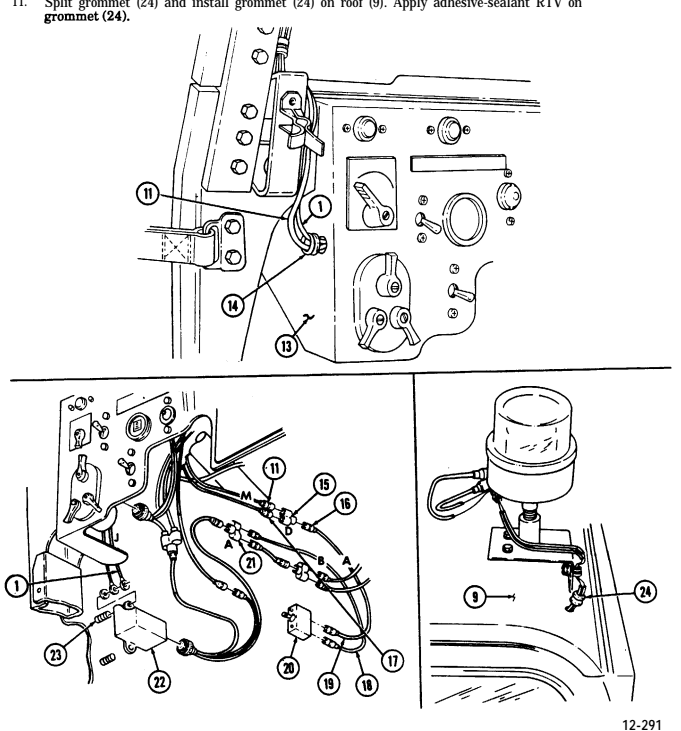 11. Split grommet (24) and install grommet (24) on roof (9). Apply adhesive-sealant RTV on
grommet (24).
11
1
14
13
11
15
16
M
D
A
21
B
A
J
1
23
22
20
19
18
17
9
24
12-291